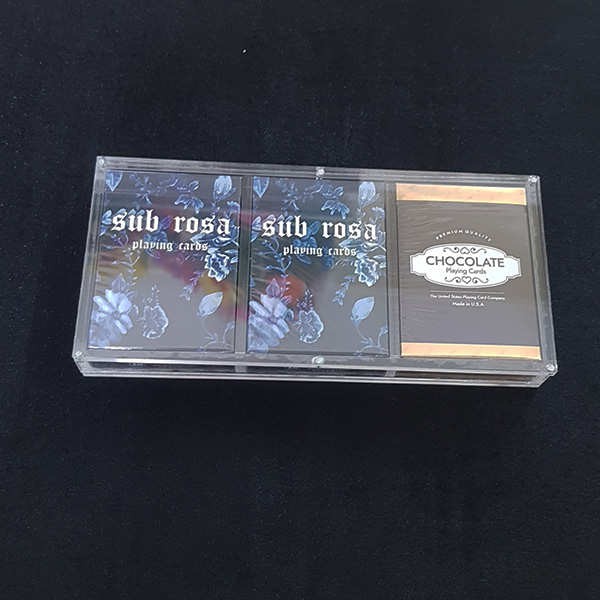 sub rosa
playing cards
sub rosa
playing cards
PREMIUM QUALITY
CHOCOLATE
Playing Cards
The United States Playing Card Company
Made in U.S.A